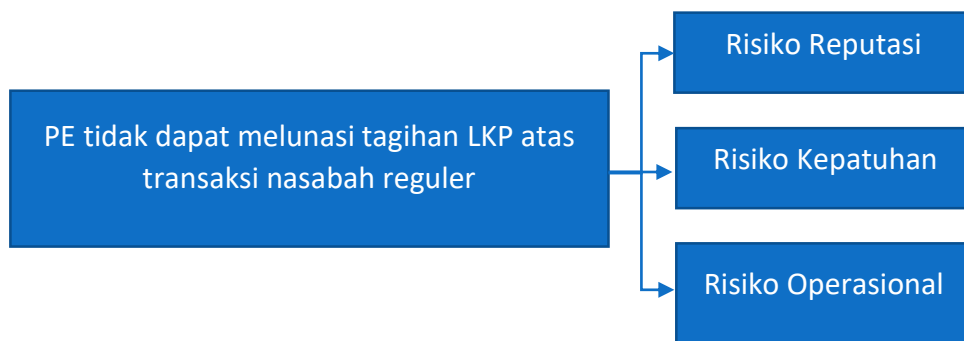 Risiko Reputasi
PE tidak dapat melunasi tagihan LKP atas
transaksi nasabah reguler
Risiko Kepatuhan
Risiko Operasional